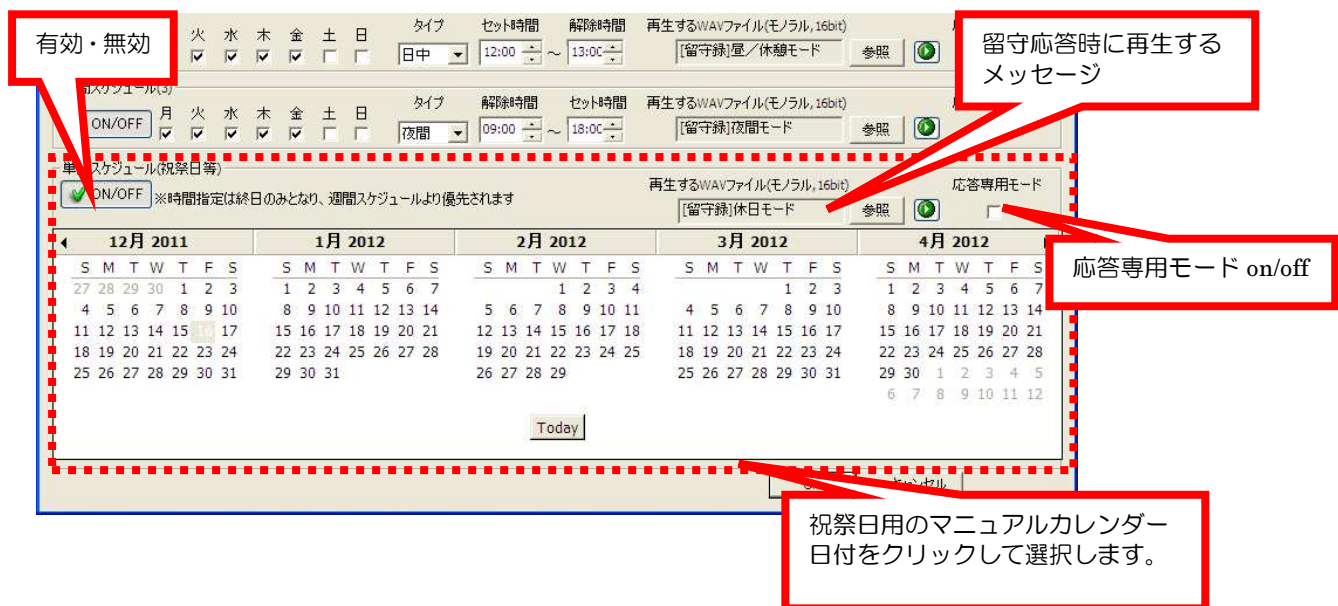 有効・無効
火 水 木 金 土 日
タイプ
セット時間 解除時間
再生するWAVファイル(モノラル,16bit)
日中
12:00 ～ 13:00
[留守録]昼／休憩モード
参照
留守応答時に再生する
メッセージ
スケジュール(3)
ON/OFF
月 火 水 木 金 土 日
タイプ
解除時間 セット時間
再生するWAVファイル(モノラル,16bit)
夜間
09:00 ～ 18:00
[留守録]夜間モード
参照
スケジュール(祝祭日等)
ON/OFF
※時間指定は終日のみとなり、週間スケジュールより優先されます
再生するWAVファイル(モノラル,16bit)
[留守録]休日モード
参照
応答専用モード
応答専用モード on/off
12月 2011
S M T W T F S
27 28 29 30 1 2 3
4 5 6 7 8 9 10
11 12 13 14 15 16 17
18 19 20 21 22 23 24
25 26 27 28 29 30 31
1月 2012
S M T W T F S
1 2 3 4 5 6 7
8 9 10 11 12 13 14
15 16 17 18 19 20 21
22 23 24 25 26 27 28
29 30 31
2月 2012
S M T W T F S
1 2 3 4
5 6 7 8 9 10 11
12 13 14 15 16 17 18
19 20 21 22 23 24 25
26 27 28 29
3月 2012
S M T W T F S
1 2 3
4 5 6 7 8 9 10
11 12 13 14 15 16 17
18 19 20 21 22 23 24
25 26 27 28 29 30 31
4月 2012
S M T W T F S
1 2 3 4 5 6 7
8 9 10 11 12 13 14
15 16 17 18 19 20 21
22 23 24 25 26 27 28
29 30 1 2 3 4 5
6 7 8 9 10 11 12
Today
キャンセル
祝祭日用のマニュアルカレンダー
日付をクリックして選択します。